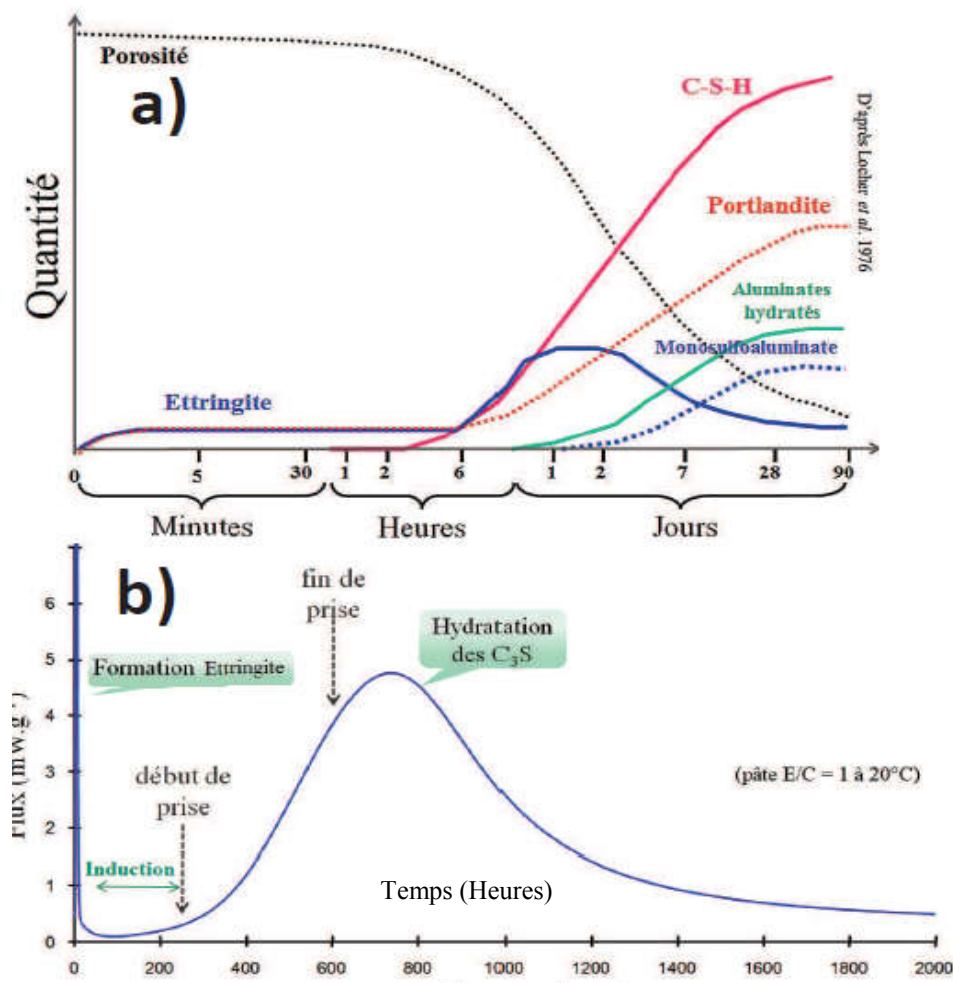 Porosité
a)
C-S-H
D'après Locher et al. 1976
Quantité
Portlandite
Aluminates
hydratés
Monosulfoaluminate
Ettringite
0 5 30 1 2 6 1 2 7 28 90
Minutes Heures Jours
b)
fin de
prise
6
Hydratation
des C₃S
Formation Ettringite
5
4
Flux (mW.g
3
début de
prise
(pâte E/C = 1 à 20°C)
2
Induction
1
Temps (Heures)
0
0 200 400 600 800 1000 1200 1400 1600 1800 2000